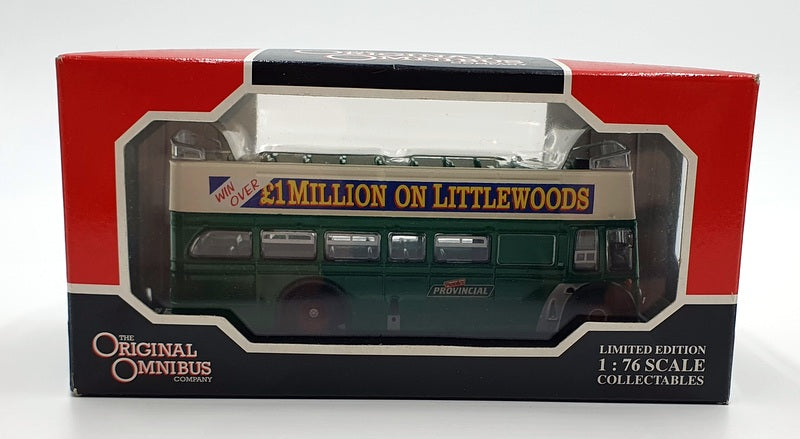 WIN
OVER
£1 MILLION ON LITTLEWOODS
PROVINCIAL
THE
ORIGINAL
OMNIBUS
COMPANY
LIMITED EDITION
1 : 76 SCALE
COLLECTABLES